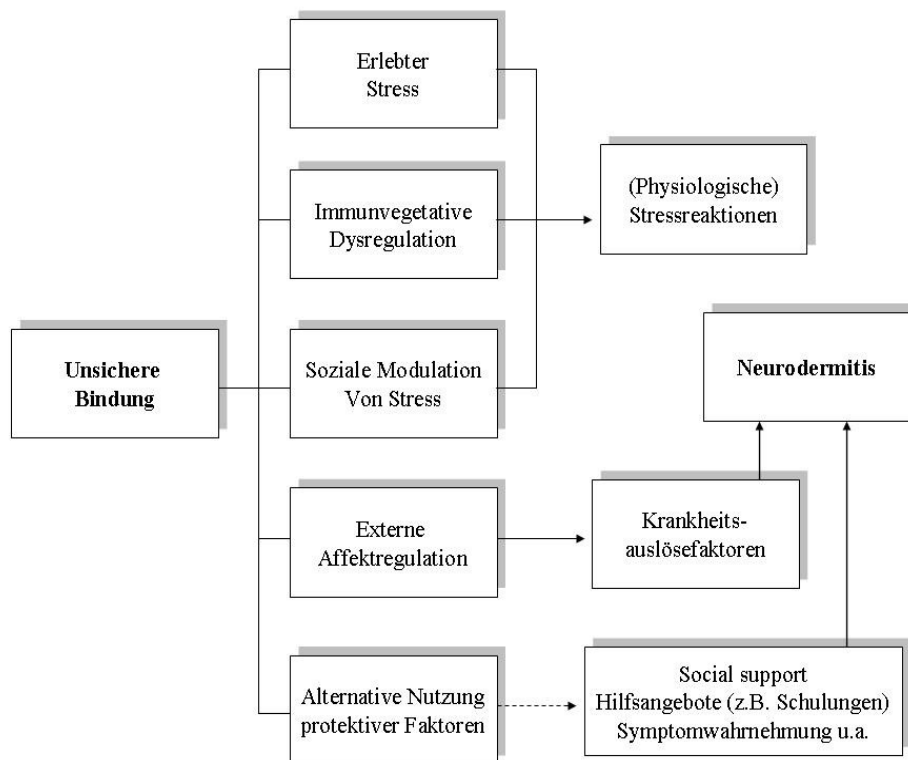 Erlebter
Stress
(Physiologische)
Stressreaktionen
Immunvegetative
Dysregulation
Unsichere
Bindung
Soziale Modulation
Von Stress
Neurodermitis
Externe
Affektregulation
Krankheits-
auslösefaktoren
Alternative Nutzung
protektiver Faktoren
Social support
Hilfsangebote (z.B. Schulungen)
Symptomwahrnehmung u.a.